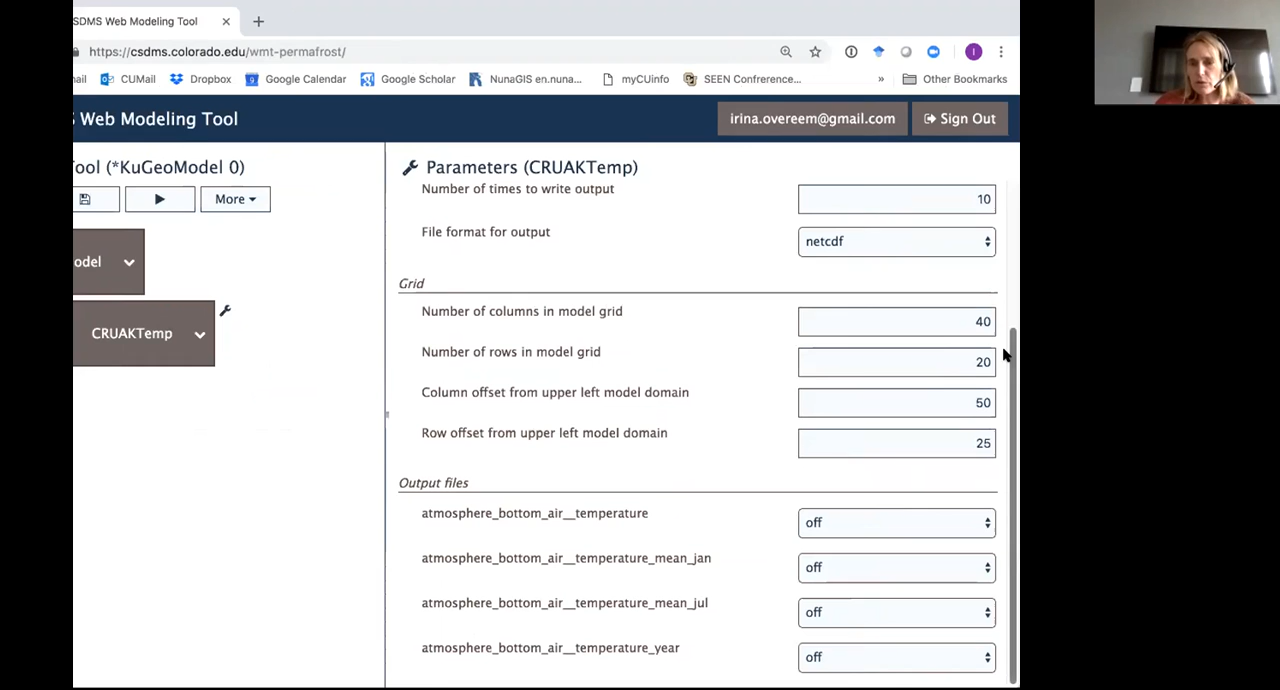 SDMS Web Modeling Tool
https://csdms.colorado.edu/wmt-permafrost/
I
ail CUMail Dropbox 9 Google Calendar Google Scholar NunaGIS en.nuna... myCUinfo SEEN Confrerence... » Other Bookmarks
Web Modeling Tool
irina.overeem@gmail.com Sign Out
ool (*KuGeoModel 0)
More
odel
CRUAKTemp
Parameters (CRUAKTemp)
Number of times to write output 10
File format for output netcdf
Grid
Number of columns in model grid 40
Number of rows in model grid 20
Column offset from upper left model domain 50
Row offset from upper left model domain 25
Output files
atmosphere_bottom_air__temperature off
atmosphere_bottom_air__temperature_mean_jan off
atmosphere_bottom_air__temperature_mean_jul off
atmosphere_bottom_air__temperature_year off